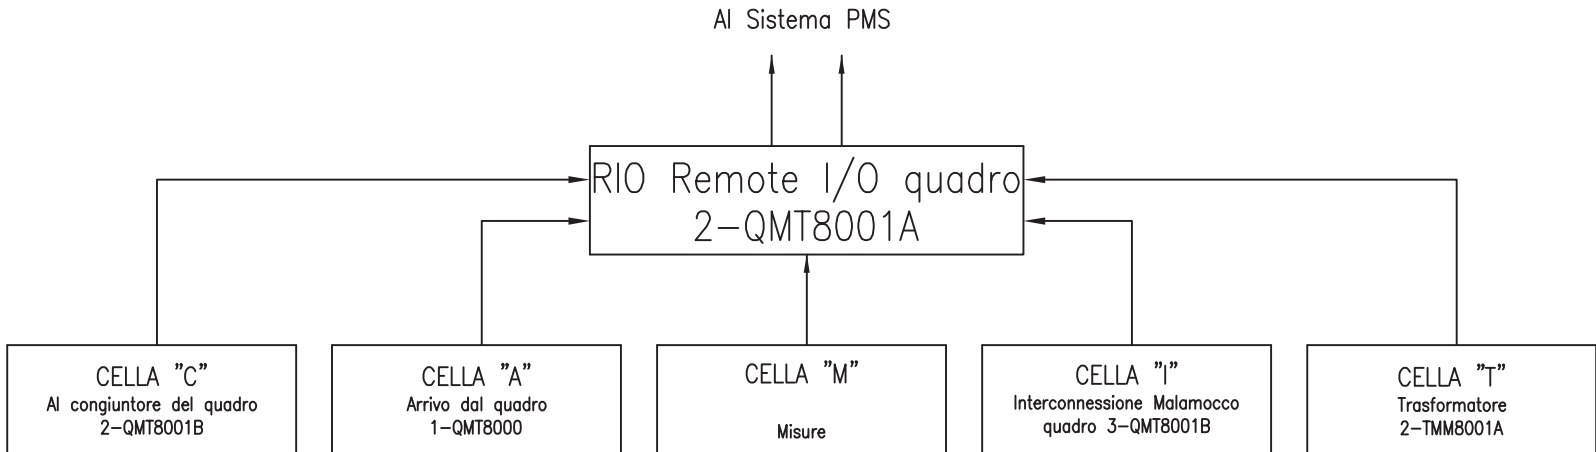 Al Sistema PMS
RIO Remote I/O quadro
2-QMT8001A
CELLA "C"
Al congiuntore del quadro
2-QMT8001B
CELLA "A"
Arrivo dal quadro
1-QMT8000
CELLA "M"
Misure
CELLA "I"
Interconnessione Malamocco
quadro 3-QMT8001B
CELLA "T"
Trasformatore
2-TMM8001A